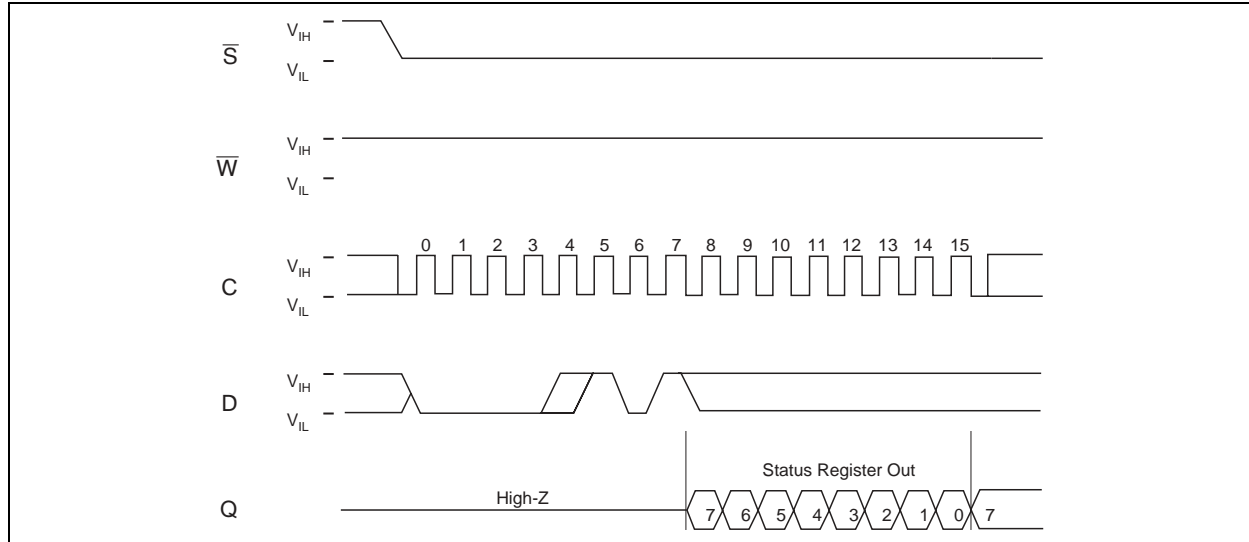 S̅
V_IH
V_IL
W̅
V_IH
V_IL
0 1 2 3 4 5 6 7 8 9 10 11 12 13 14 15
C
V_IH
V_IL
D
V_IH
V_IL
Status Register Out
High-Z
Q
7 6 5 4 3 2 1 0 7